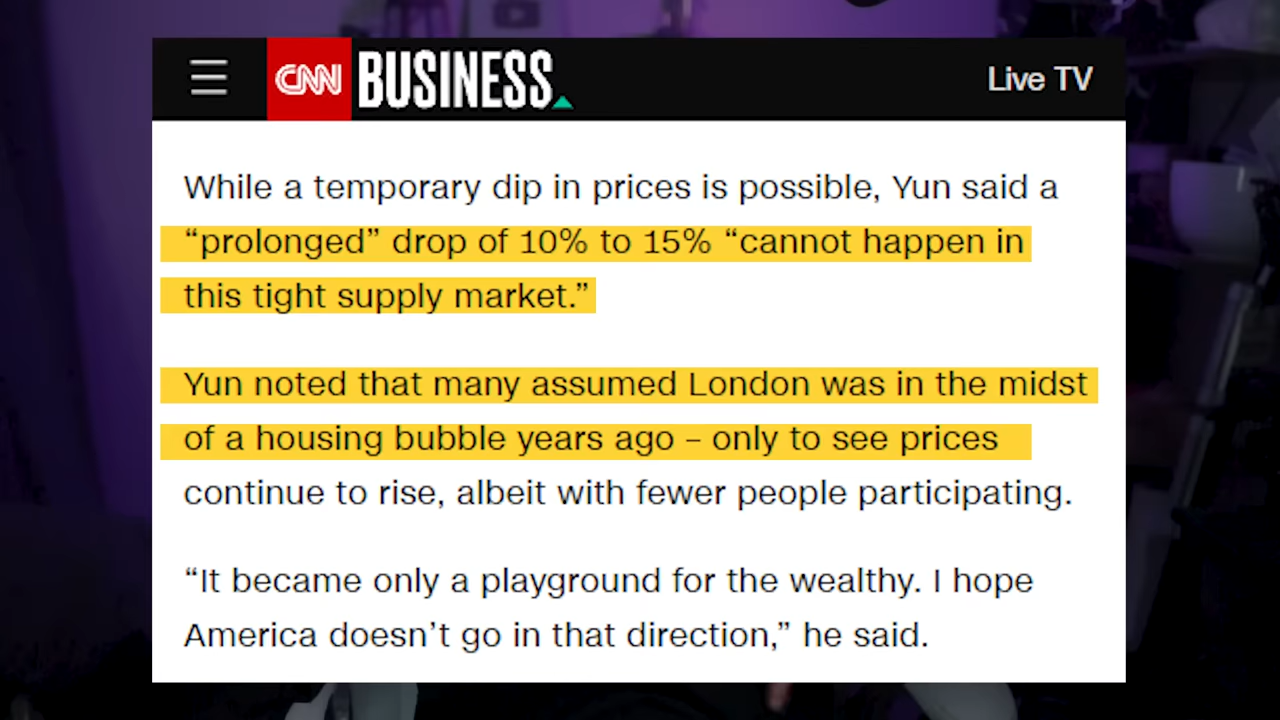 CNN BUSINESS
Live TV
While a temporary dip in prices is possible, Yun said a
“prolonged” drop of 10% to 15% “cannot happen in
this tight supply market.”
Yun noted that many assumed London was in the midst
of a housing bubble years ago – only to see prices
continue to rise, albeit with fewer people participating.
“It became only a playground for the wealthy. I hope
America doesn’t go in that direction,” he said.